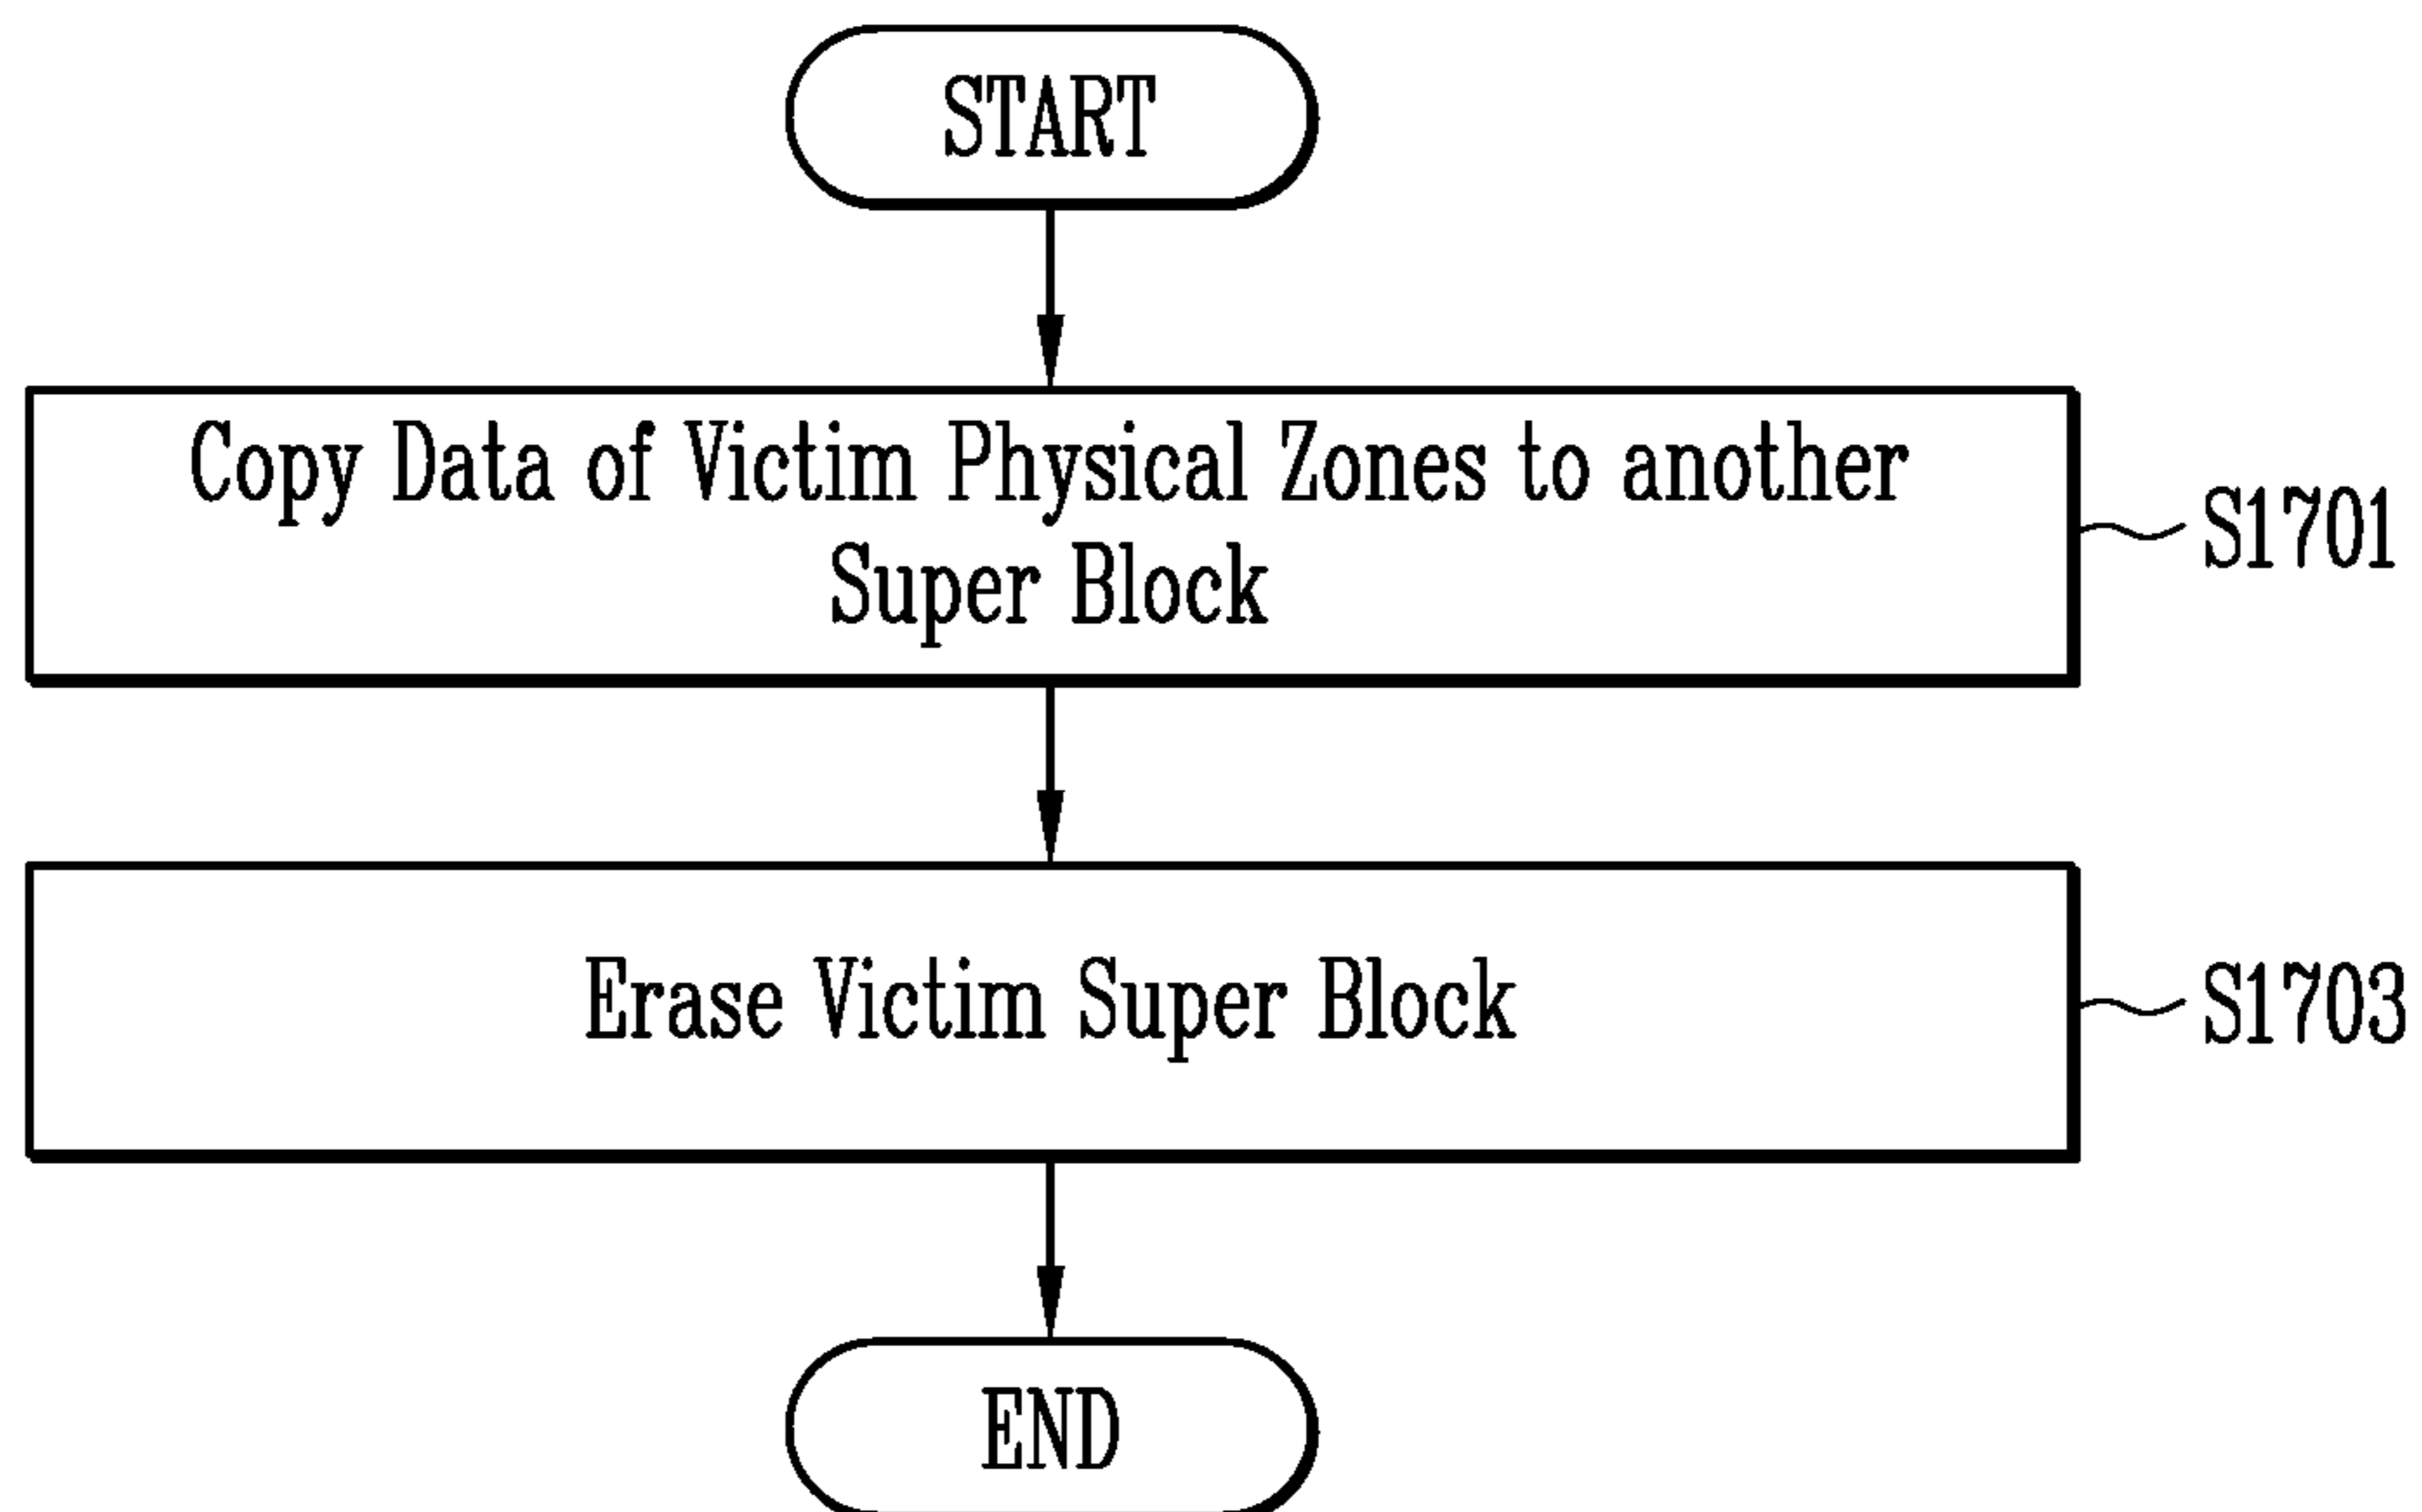 START
Copy Data of Victim Physical Zones to another
Super Block
S1701
Erase Victim Super Block
S1703
END